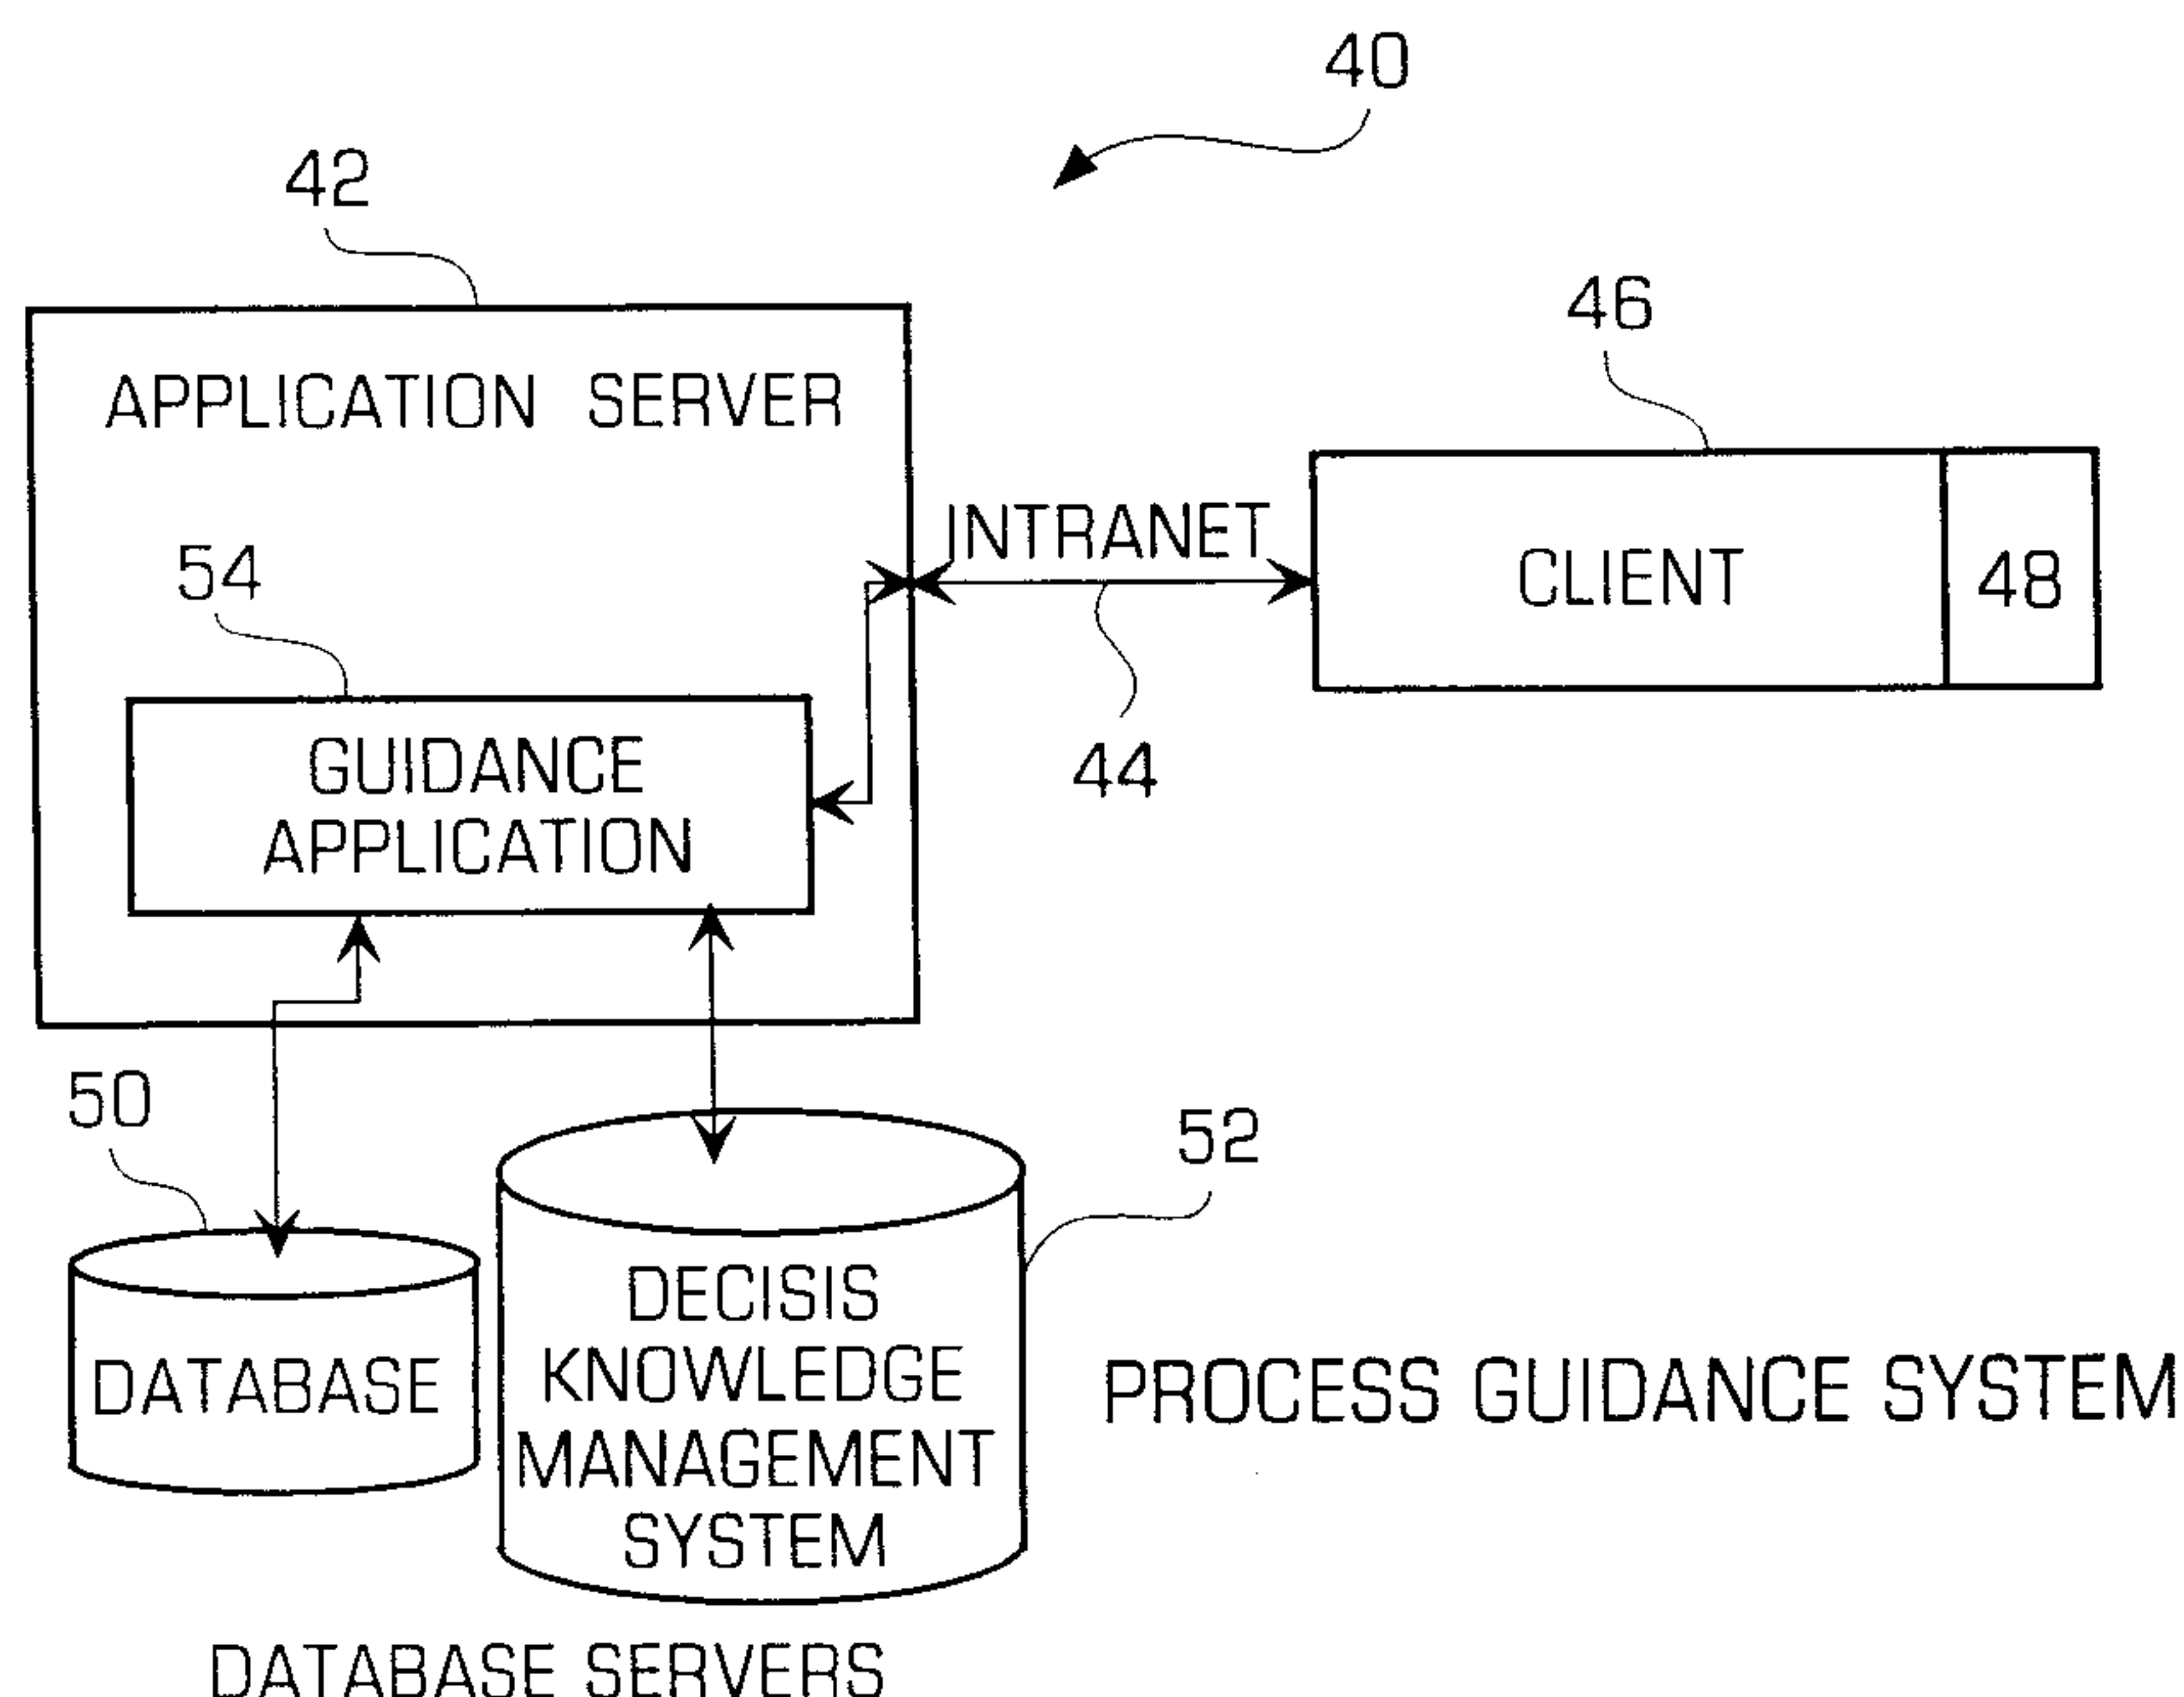 40
42
46
APPLICATION SERVER
INTRANET
CLIENT
48
54
44
GUIDANCE
APPLICATION
50
52
DATABASE
DECISIS
KNOWLEDGE
MANAGEMENT
SYSTEM
PROCESS GUIDANCE SYSTEM
DATABASE SERVERS